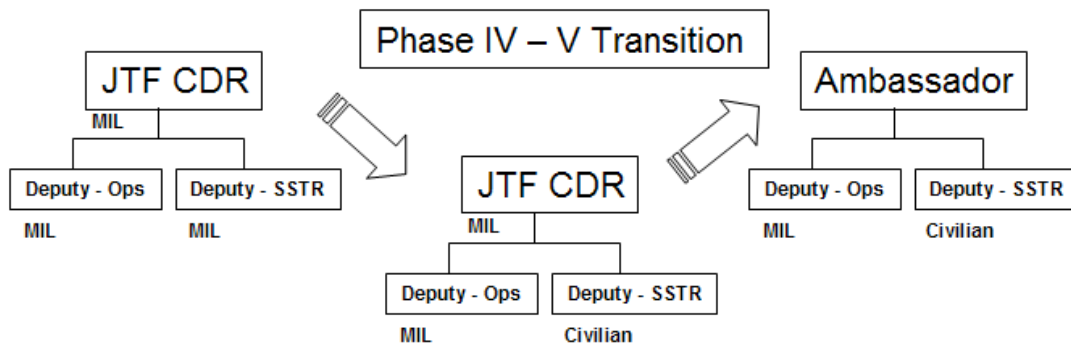 Phase IV – V Transition
JTF CDR
MIL
Deputy - Ops
Deputy - SSTR
MIL
MIL
JTF CDR
MIL
Deputy - Ops
Deputy - SSTR
MIL
Civilian
Ambassador
Deputy - Ops
Deputy - SSTR
MIL
Civilian